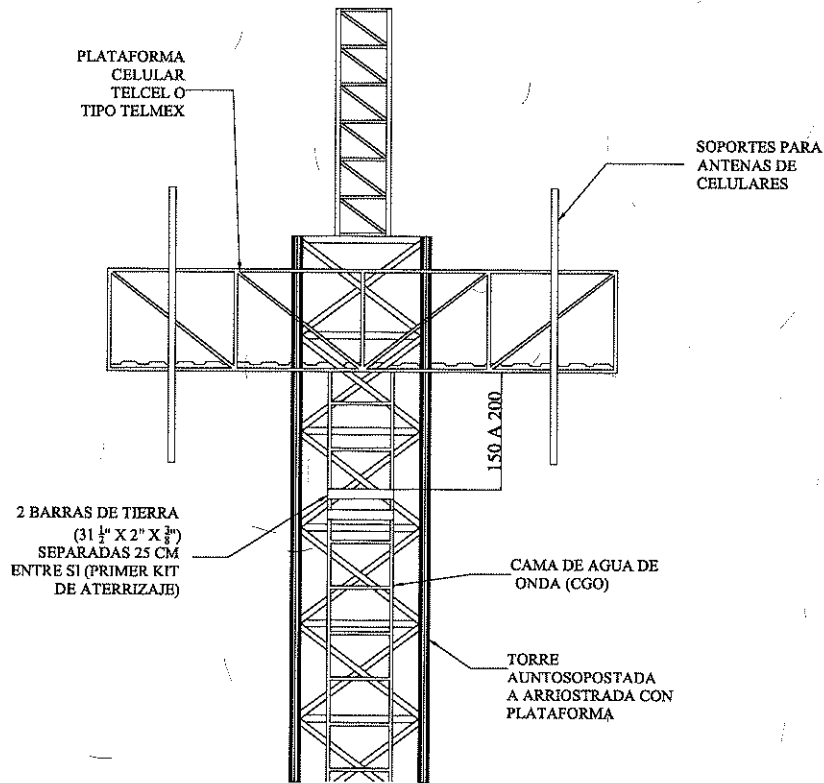 PLATAFORMA
CELULAR
TELCEL O
TIPO TELMEX
SOPORTES PARA
ANTENAS DE
CELULARES
150 A 200
2 BARRAS DE TIERRA
(31 ½" X 2" X ⅜")
SEPARADAS 25 CM
ENTRE SI (PRIMER KIT
DE ATERRIZAJE)
CAMA DE AGUA DE
ONDA (CGO)
TORRE
AUNTOSOPOSTADA
A ARRIOSTRADA CON
PLATAFORMA